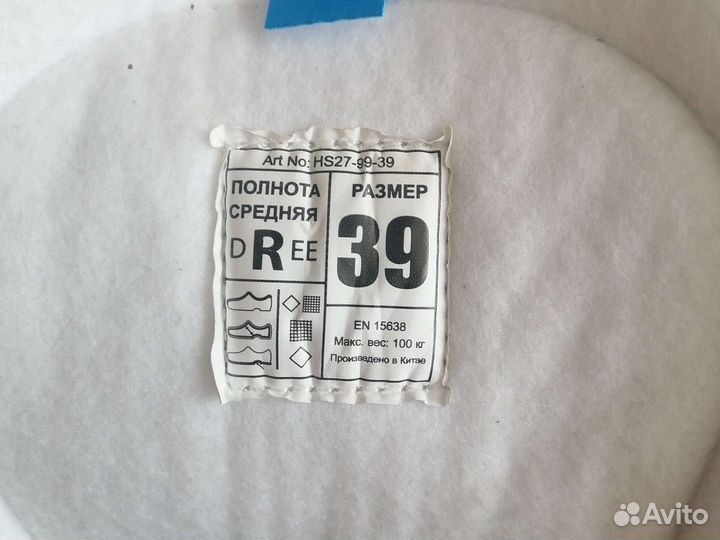 Art No: HS27-99-39
ПОЛНОТА
СРЕДНЯЯ
D R EE
РАЗМЕР
39
EN 15638
Макс. вес: 100 кг
Произведено в Китае
Avito